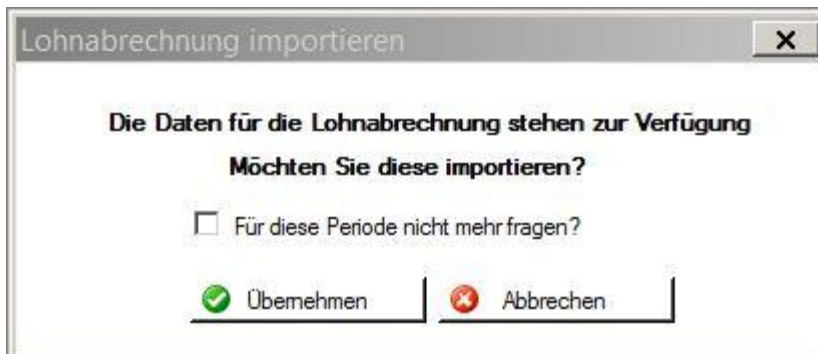 Lohnabrechnung importieren
Die Daten für die Lohnabrechnung stehen zur Verfügung
Möchten Sie diese importieren?
Für diese Periode nicht mehr fragen?
Übernehmen Abbrechen